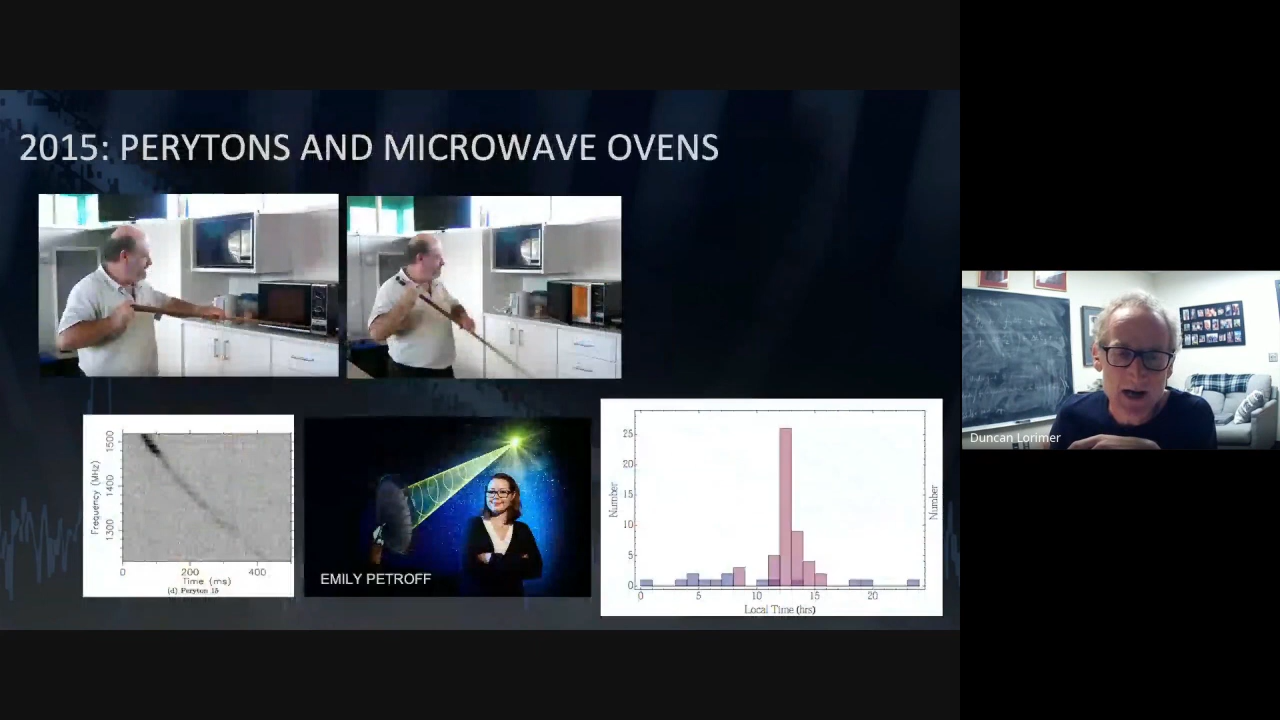 2015: PERYTONS AND MICROWAVE OVENS
Frequency (MHz)
1500
1400
1300
0 200 400
Time (ms)
(d) Peryton 15
EMILY PETROFF
Number
25
20
15
10
5
0
0 5 10 15 20
Local Time (hrs)
Number
Duncan Lorimer